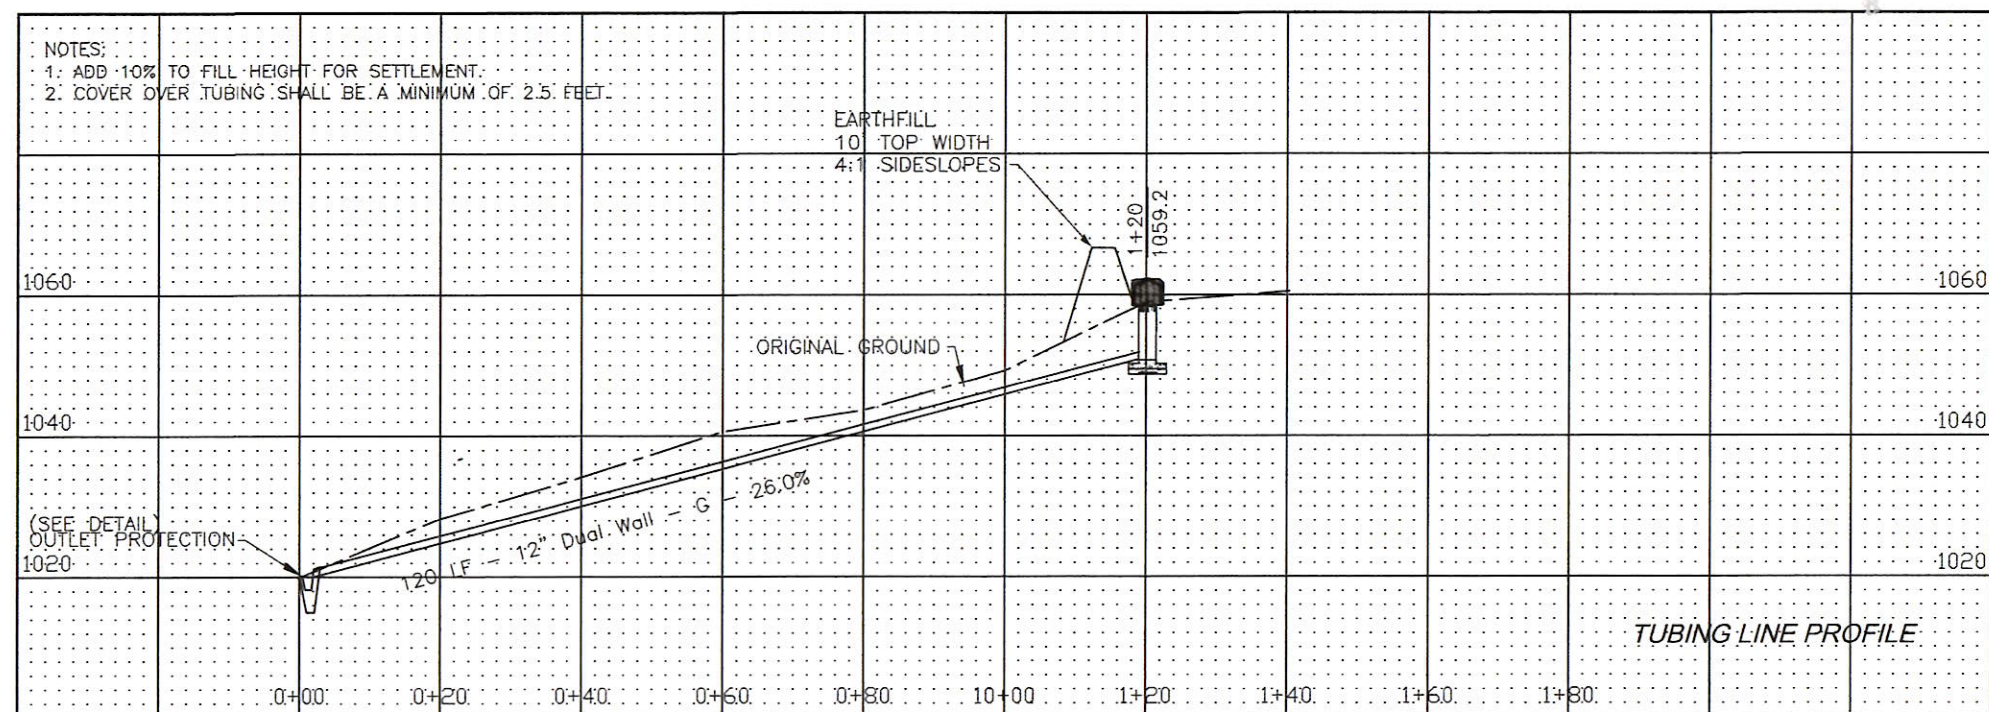 NOTES:
1. ADD 10% TO FILL HEIGHT FOR SETTLEMENT.
2. COVER OVER TUBING SHALL BE A MINIMUM OF 2.5 FEET.
EARTHFILL
10' TOP WIDTH
4:1 SIDESLOPES
1+20
1059.2
1060
1060
ORIGINAL GROUND
1040
1040
120 LF - 12" Dual Wall - G - 26.0%
(SEE DETAIL)
OUTLET PROTECTION
1020
1020
TUBING LINE PROFILE
0+00 0+20 0+40 0+60 0+80 10+00 1+20 1+40 1+60 1+80